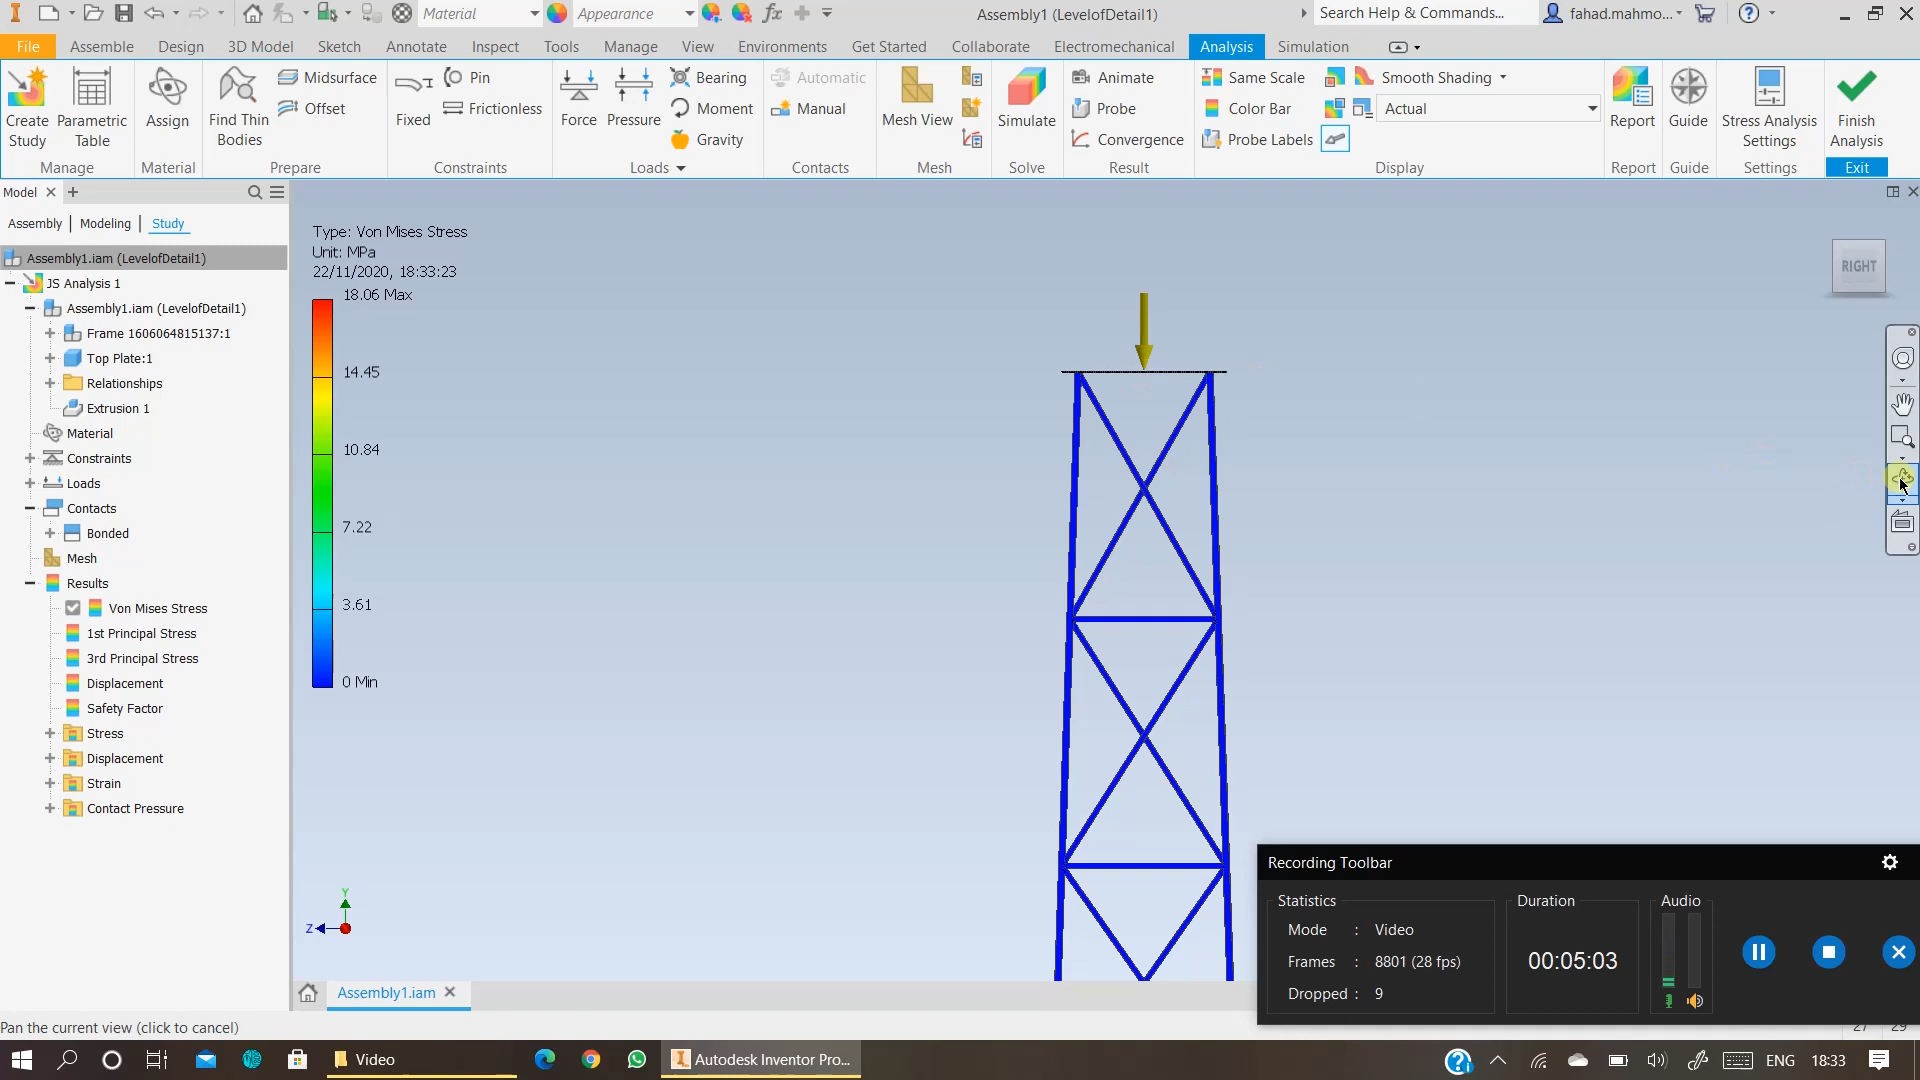 Material
Appearance
Assembly1 (LevelofDetail1)
Search Help & Commands...
fahad.mahmo...
File
Assemble
Design
3D Model
Sketch
Annotate
Inspect
Tools
Manage
View
Environments
Get Started
Collaborate
Electromechanical
Analysis
Simulation
Create Study
Parametric Table
Manage
Assign
Material
Find Thin Bodies
Midsurface
Offset
Prepare
Fixed
Pin
Frictionless
Constraints
Force
Pressure
Bearing
Moment
Gravity
Loads
Automatic
Manual
Contacts
Mesh View
Mesh
Simulate
Solve
Animate
Probe
Convergence
Result
Same Scale
Color Bar
Probe Labels
Smooth Shading
Actual
Display
Report
Report
Guide
Guide
Stress Analysis Settings
Settings
Finish Analysis
Exit
Model
Assembly | Modeling | Study
Assembly1.iam (LevelofDetail1)
JS Analysis 1
Assembly1.iam (LevelofDetail1)
Frame 1606064815137:1
Top Plate:1
Relationships
Extrusion 1
Material
Constraints
Loads
Contacts
Bonded
Mesh
Results
Von Mises Stress
1st Principal Stress
3rd Principal Stress
Displacement
Safety Factor
Stress
Displacement
Strain
Contact Pressure
Type: Von Mises Stress
Unit: MPa
22/11/2020, 18:33:23
18.06 Max
14.45
10.84
7.22
3.61
0 Min
RIGHT
Y
Z
Assembly1.iam
Recording Toolbar
Statistics
Mode : Video
Frames : 8801 (28 fps)
Dropped : 9
Duration
00:05:03
Audio
Pan the current view (click to cancel)
Video
Autodesk Inventor Pro...
ENG
18:33